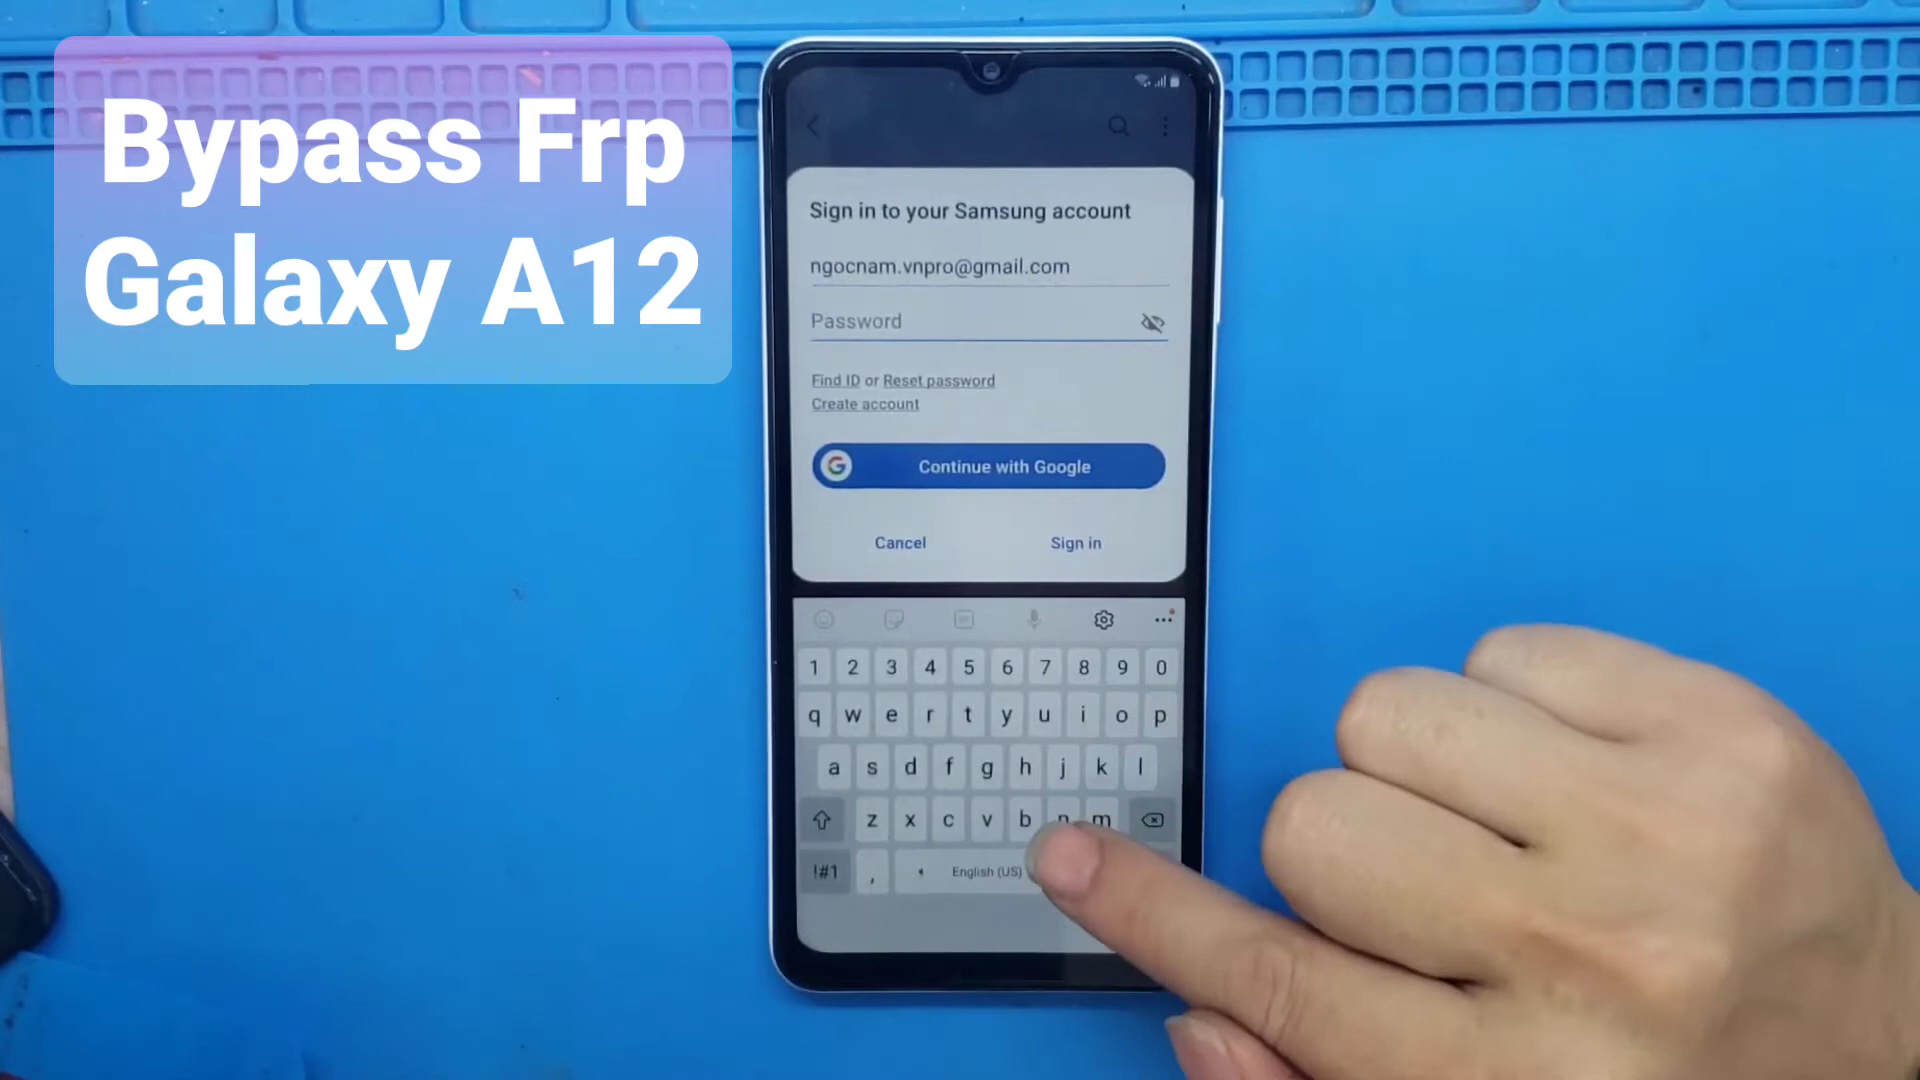 Bypass Frp
Galaxy A12
Sign in to your Samsung account
ngocnam.vnpro@gmail.com
Password
Find ID or Reset password
Create account
G Continue with Google
Cancel Sign in
1 2 3 4 5 6 7 8 9 0
q w e r t y u i o p
a s d f g h j k l
z x c v b n m
!#1 , English (US)